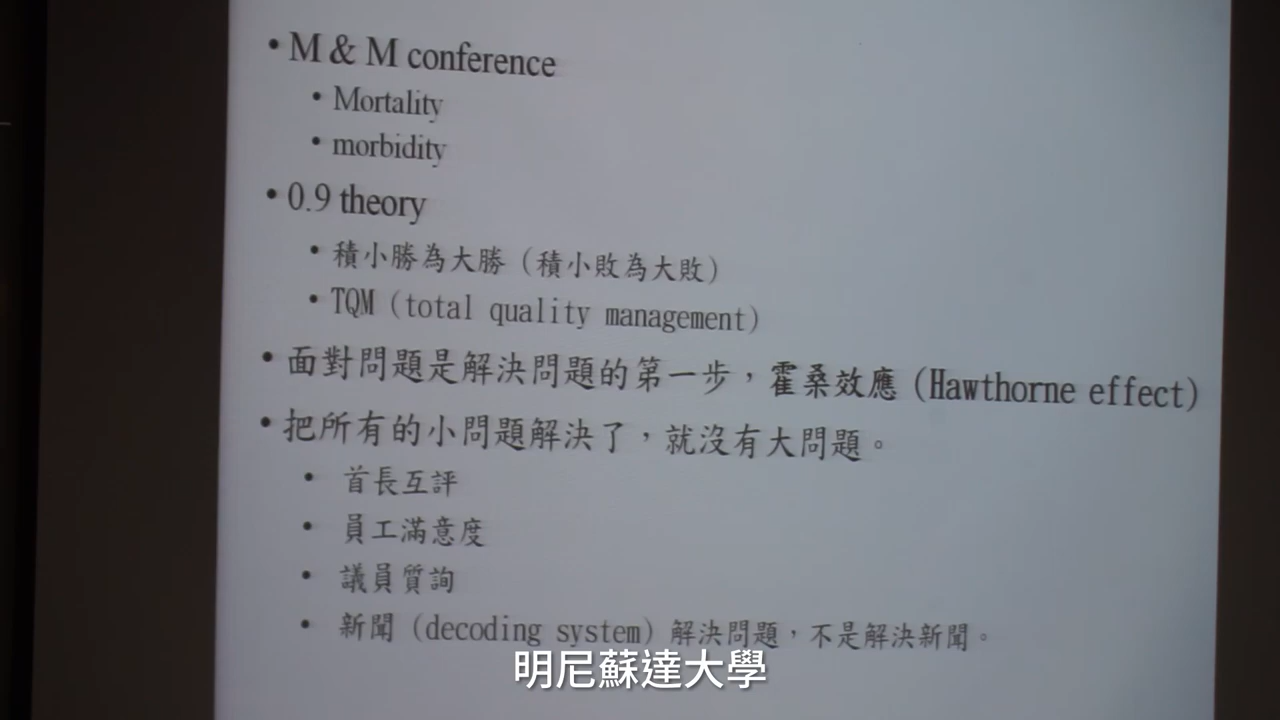 • M & M conference
• Mortality
• morbidity
• 0.9 theory
• 積小勝為大勝（積小敗為大敗）
• TQM（total quality management）
• 面對問題是解決問題的第一步，霍桑效應（Hawthorne effect）
• 把所有的小問題解決了，就沒有大問題。
• 首長互評
• 員工滿意度
• 議員質詢
• 新聞（decoding system）解決問題，不是解決新聞。
明尼蘇達大學